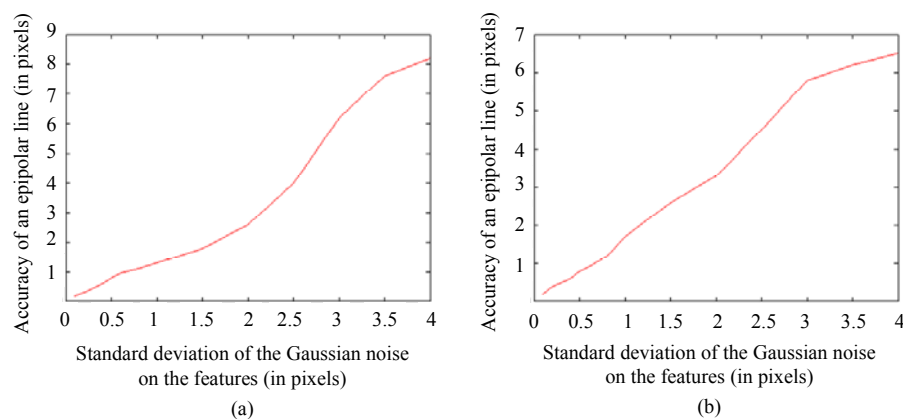 Accuracy of an epipolar line (in pixels)
9
8
7
6
5
4
3
2
1
0 0.5 1 1.5 2 2.5 3 3.5 4
Standard deviation of the Gaussian noise
on the features (in pixels)
(a)
Accuracy of an epipolar line (in pixels)
7
6
5
4
3
2
1
0 0.5 1 1.5 2 2.5 3 3.5 4
Standard deviation of the Gaussian noise
on the features (in pixels)
(b)